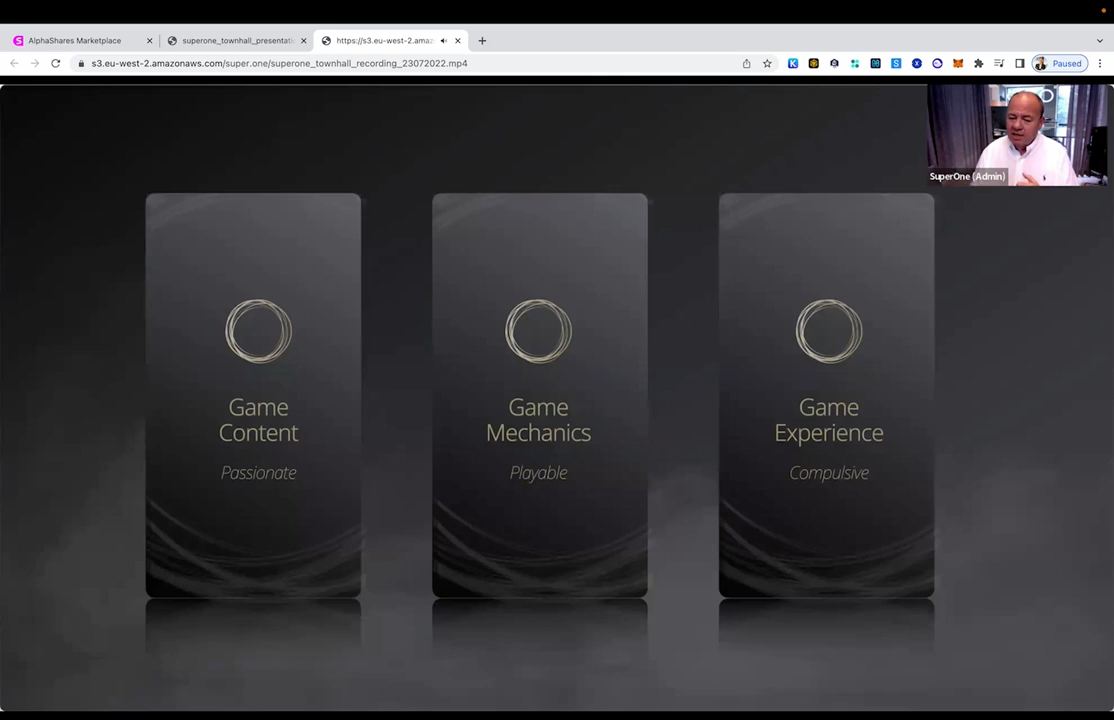 AlphaShares Marketplace
superone_townhall_presentati
https://s3.eu-west-2.amazona
s3.eu-west-2.amazonaws.com/super.one/superone_townhall_recording_23072022.mp4
Paused
SuperOne (Admin)
Game
Content
Passionate
Game
Mechanics
Playable
Game
Experience
Compulsive